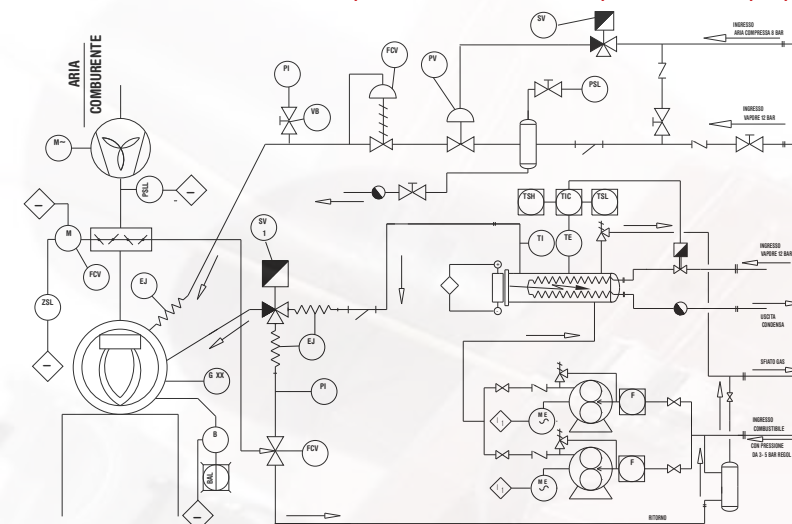 SV
INGRESSO
ARIA COMPRESSA 8 BAR
ARIA
COMBURENTE
PI
FCV
PV
PSL
VB
INGRESSO
VAPORE 12 BAR
M~
PSLL
TSH
TIC
TSL
SV
1
M
TI
TE
INGRESSO
VAPORE 12 BAR
FCV
EJ
ZSL
USCITA
CONDENSA
EJ
SFIATO GAS
G XX
PI
F
M E
INGRESSO
COMBUSTIBILE
B
FCV
CON PRESSIONE
DA 3- 5 BAR REGOL
F
BAL
M E
RITORNO